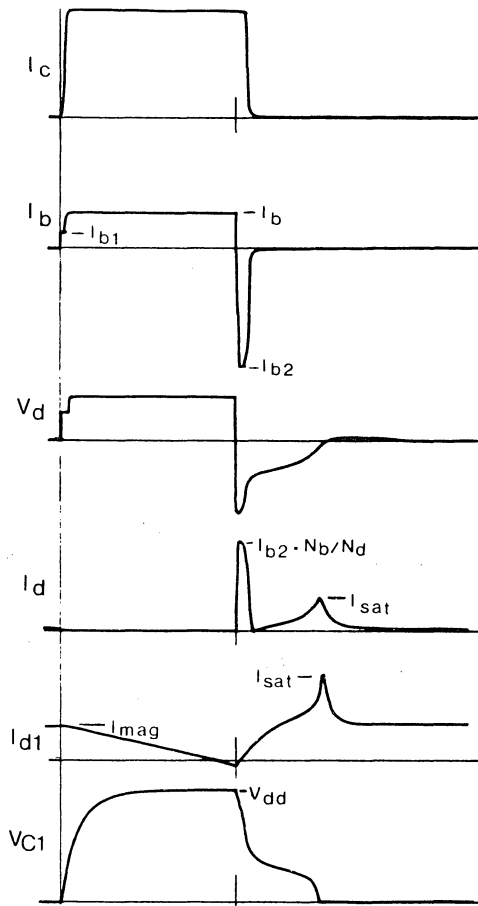 Ic
Ib
-Ib
-Ib1
-Ib2
Vd
-Ib2 · Nb/Nd
Id
-Isat
Isat-
Imag
Id1
-Vdd
VC1